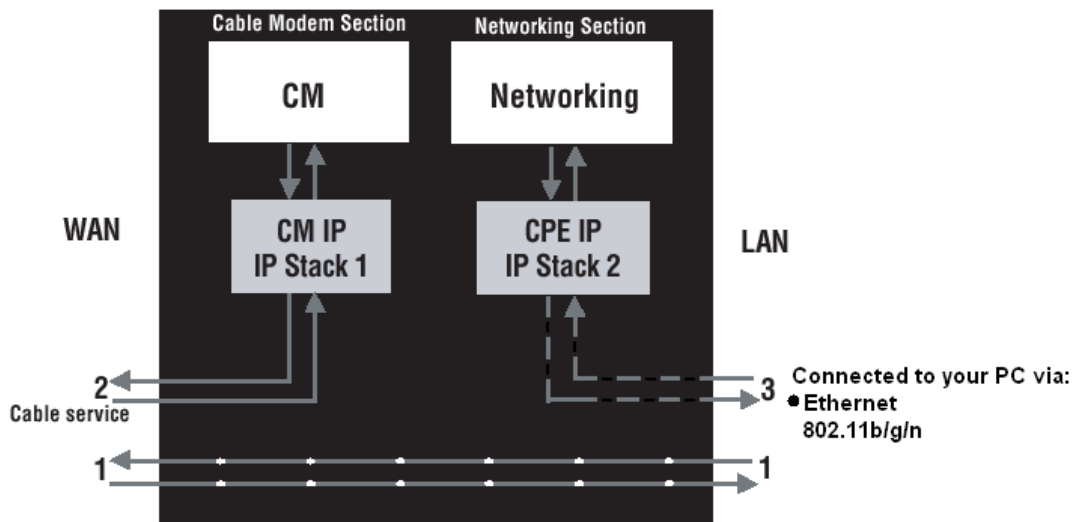 Cable Modem Section
Networking Section
CM
Networking
WAN
CM IP
IP Stack 1
CPE IP
IP Stack 2
LAN
2
Cable service
3
Connected to your PC via:
• Ethernet
802.11b/g/n
1
1